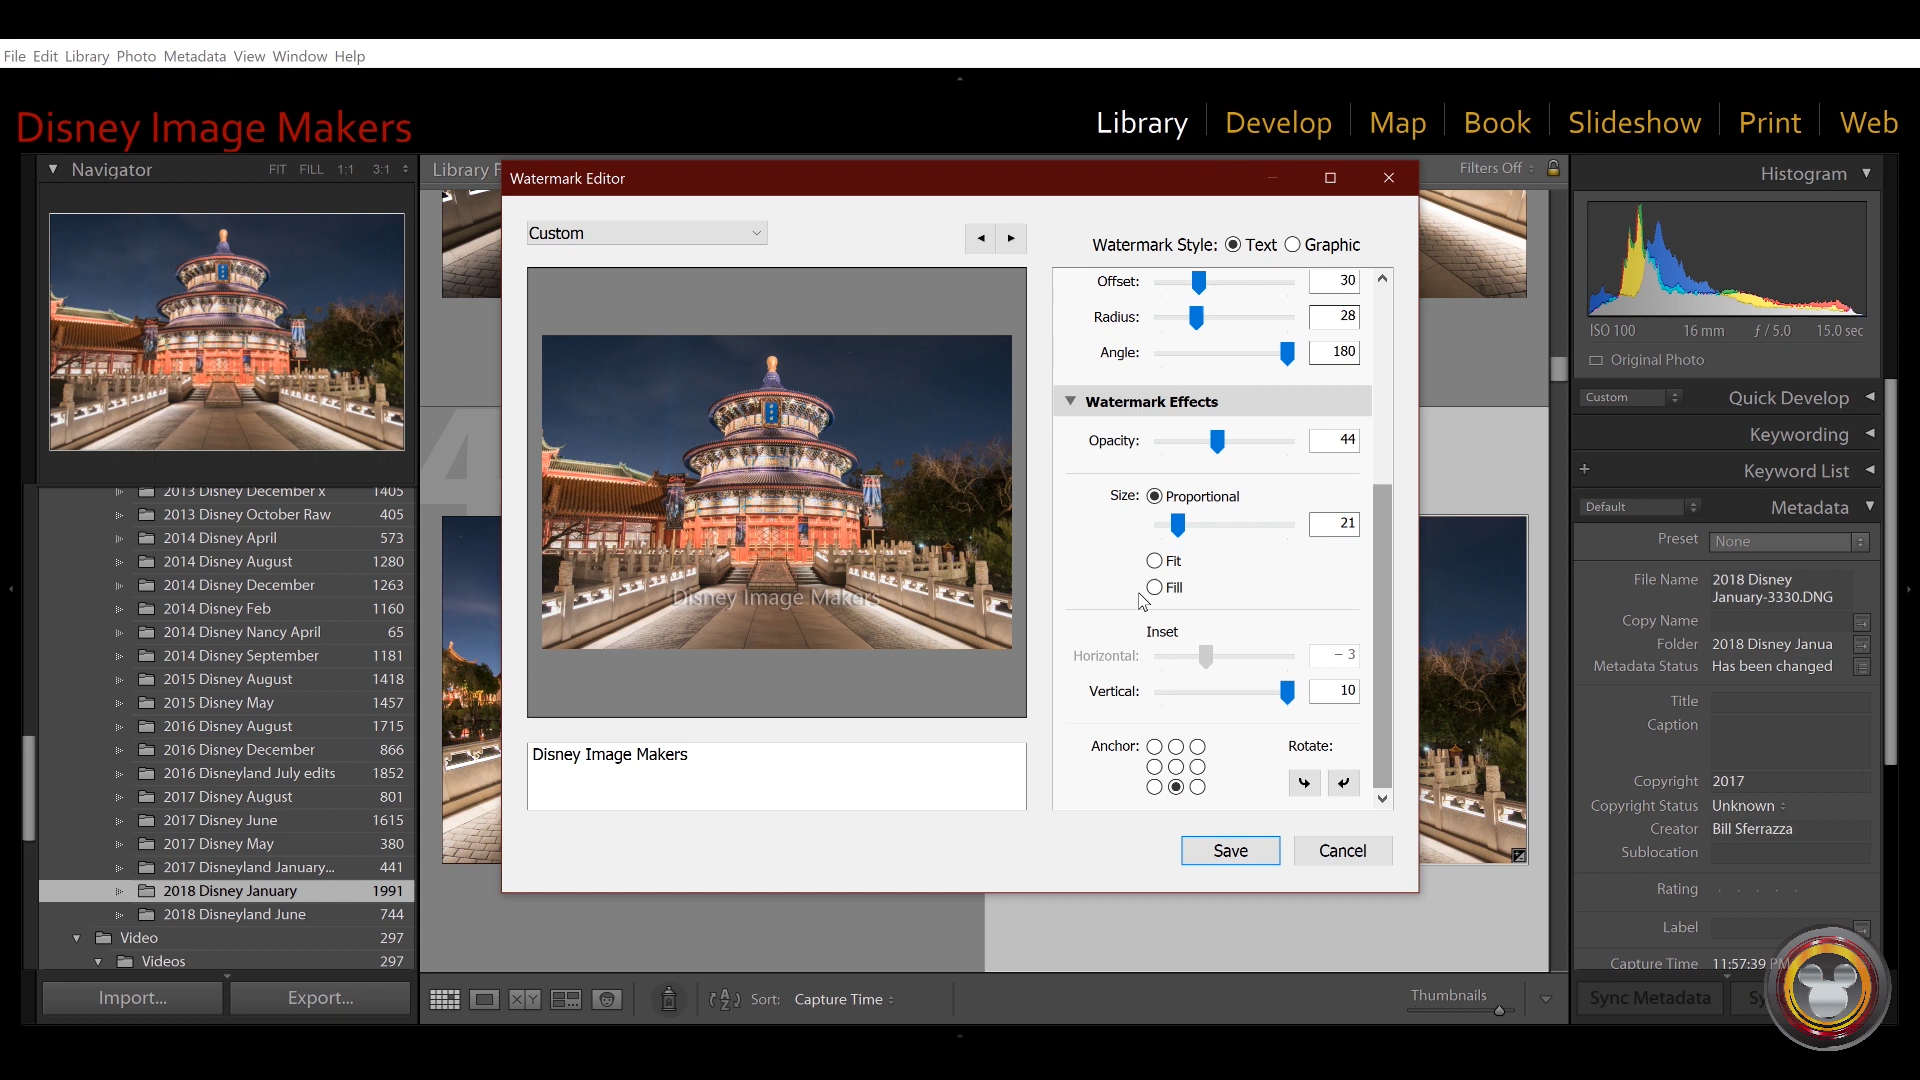 File Edit Library Photo Metadata View Window Help
Disney Image Makers
Library Develop Map Book Slideshow Print Web
Navigator FIT FILL 1:1 3:1
2013 Disney December x 1405
2013 Disney October Raw 405
2014 Disney April 573
2014 Disney August 1280
2014 Disney December 1263
2014 Disney Feb 1160
2014 Disney Nancy April 65
2014 Disney September 1181
2015 Disney August 1418
2015 Disney May 1457
2016 Disney August 1715
2016 Disney December 866
2016 Disneyland July edits 1852
2017 Disney August 801
2017 Disney June 1615
2017 Disney May 380
2017 Disneyland January... 441
2018 Disney January 1991
2018 Disneyland June 744
Video 297
Videos 297
Import... Export...
Library F
Filters Off
4
Watermark Editor
Custom
Watermark Style: Text Graphic
Offset: 30
Radius: 28
Angle: 180
Watermark Effects
Opacity: 44
Size: Proportional
21
Fit
Fill
Inset
Horizontal: – 3
Vertical: 10
Anchor: Rotate:
Disney Image Makers
Disney Image Makers
Save Cancel
Sort: Capture Time
Thumbnails
Histogram
ISO 100 16 mm ƒ / 5.0 15.0 sec
Original Photo
Custom Quick Develop
Keywording
+ Keyword List
Default Metadata
Preset None
File Name 2018 Disney
January-3330.DNG
Copy Name
Folder 2018 Disney Janua
Metadata Status Has been changed
Title
Caption
Copyright 2017
Copyright Status Unknown
Creator Bill Sferrazza
Sublocation
Rating
Label
Capture Time 11:57:39 PM
Sync Metadata